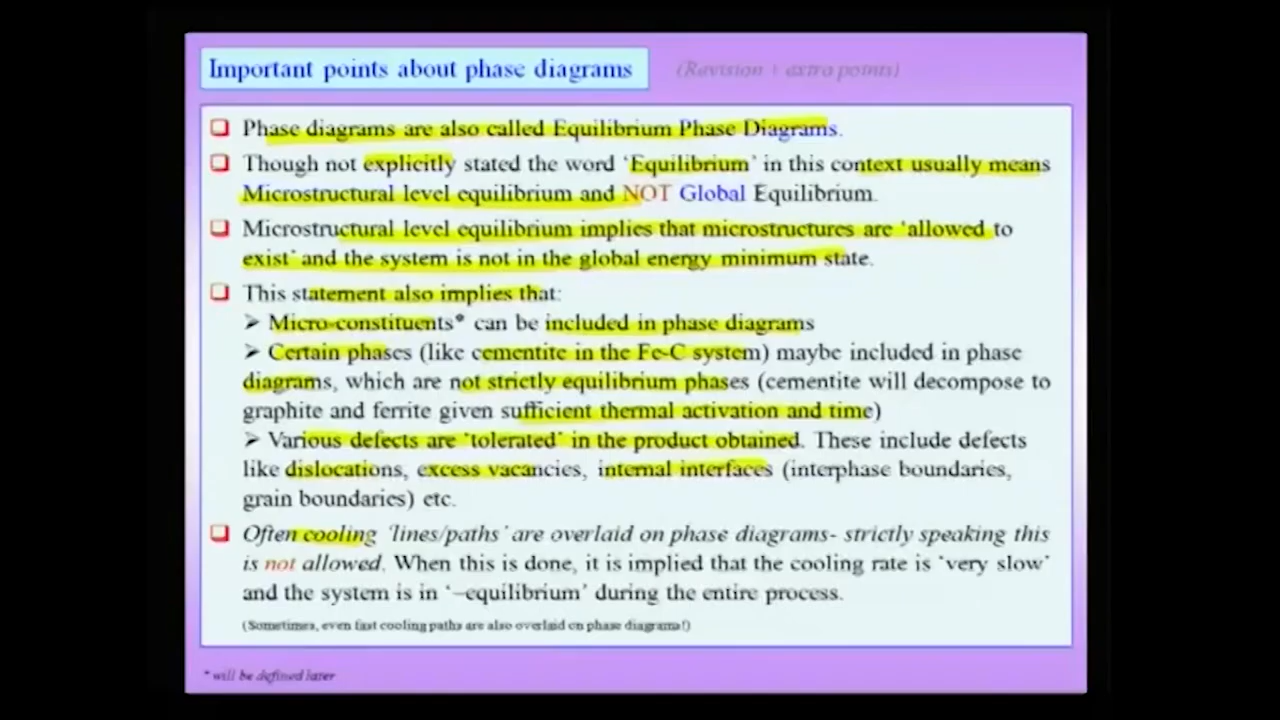 Important points about phase diagrams
(Revision + extra points)
Phase diagrams are also called Equilibrium Phase Diagrams.
Though not explicitly stated the word 'Equilibrium' in this context usually means
Microstructural level equilibrium and NOT Global Equilibrium.
Microstructural level equilibrium implies that microstructures are 'allowed to
exist' and the system is not in the global energy minimum state.
This statement also implies that:
➢ Micro-constituents* can be included in phase diagrams
➢ Certain phases (like cementite in the Fe-C system) maybe included in phase
diagrams, which are not strictly equilibrium phases (cementite will decompose to
graphite and ferrite given sufficient thermal activation and time)
➢ Various defects are 'tolerated' in the product obtained. These include defects
like dislocations, excess vacancies, internal interfaces (interphase boundaries,
grain boundaries) etc.
Often cooling 'lines/paths' are overlaid on phase diagrams- strictly speaking this
is not allowed. When this is done, it is implied that the cooling rate is 'very slow'
and the system is in '~equilibrium' during the entire process.
(Sometimes, even fast cooling paths are also overlaid on phase diagrams!)
* will be defined later